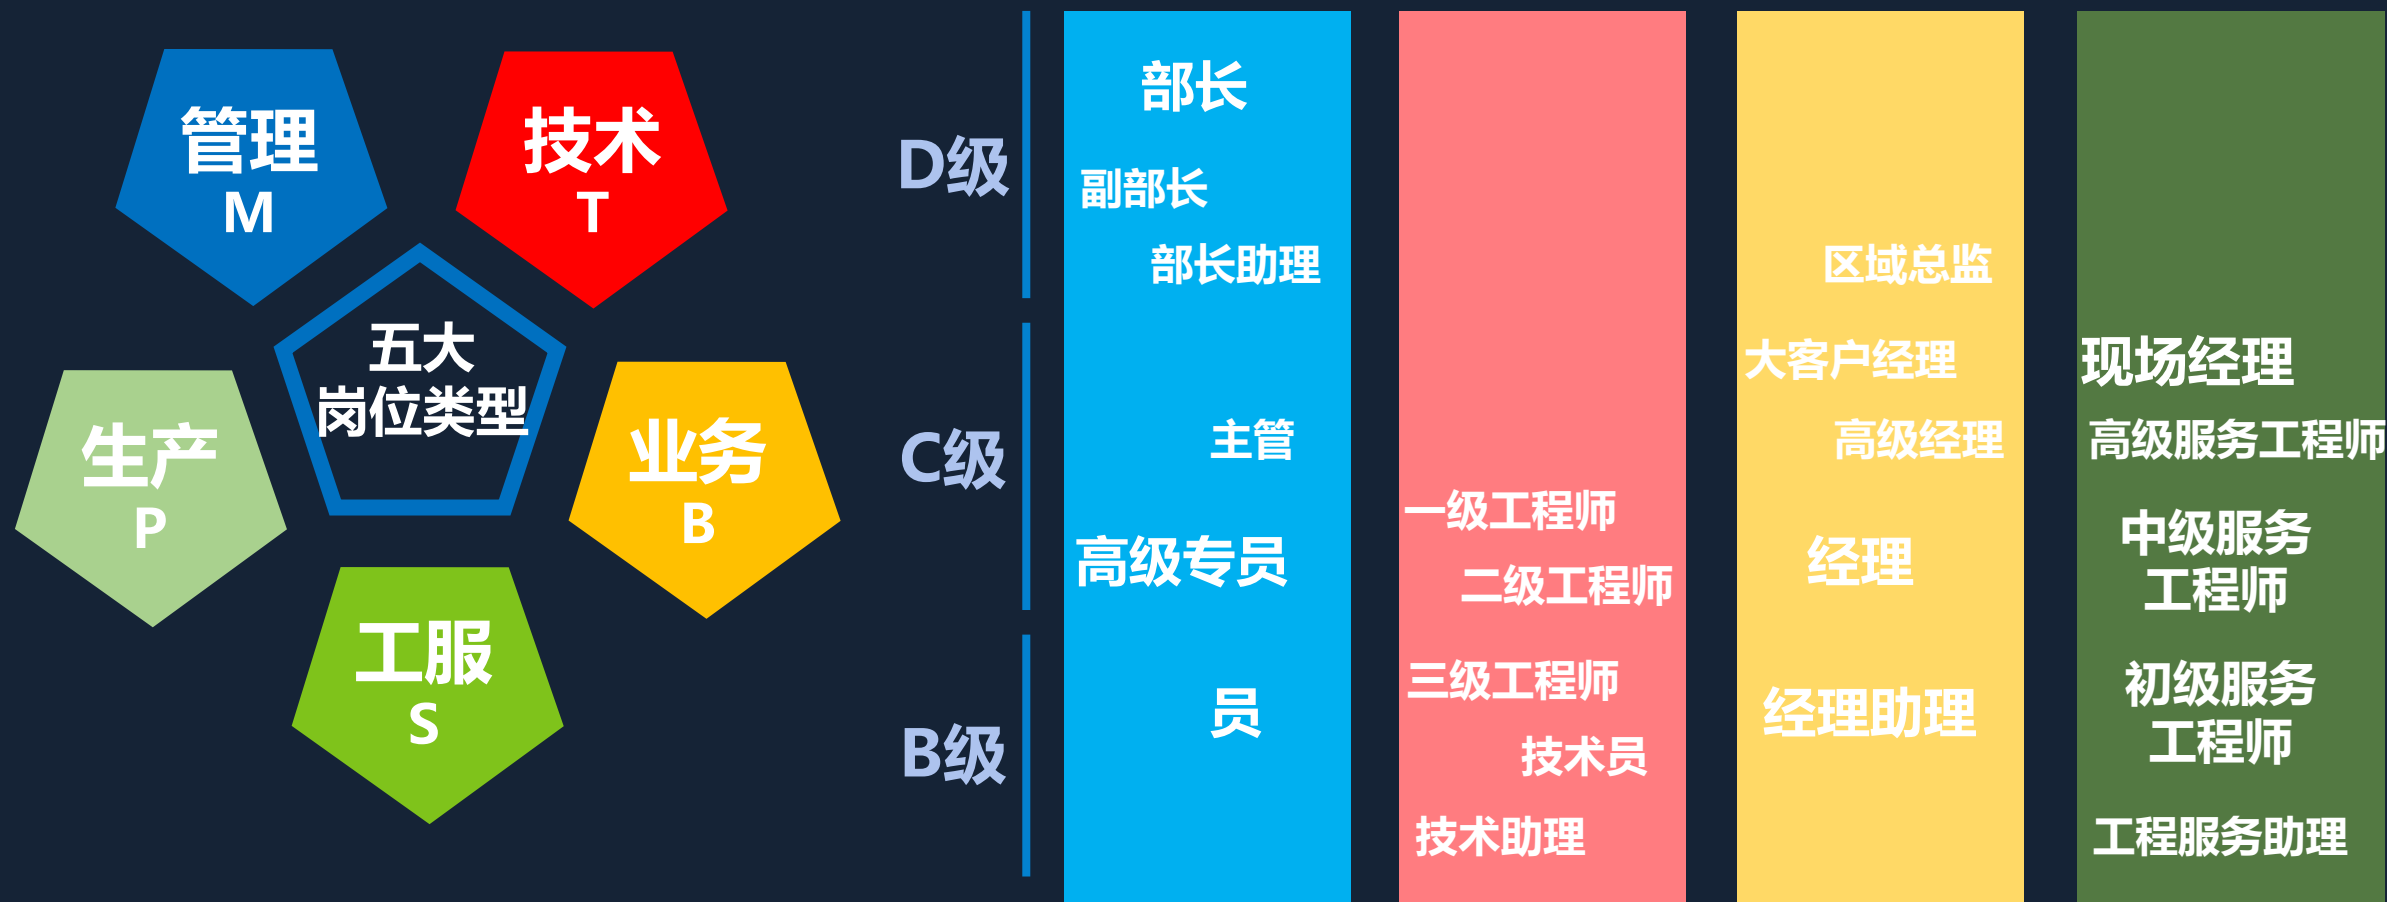 管理
M
技术
T
五大
岗位类型
生产
P
业务
B
工服
S
D级
C级
B级
部长
副部长
部长助理
主管
高级专员
员
一级工程师
二级工程师
三级工程师
技术员
技术助理
区域总监
大客户经理
高级经理
经理
经理助理
现场经理
高级服务工程师
中级服务
工程师
初级服务
工程师
工程服务助理